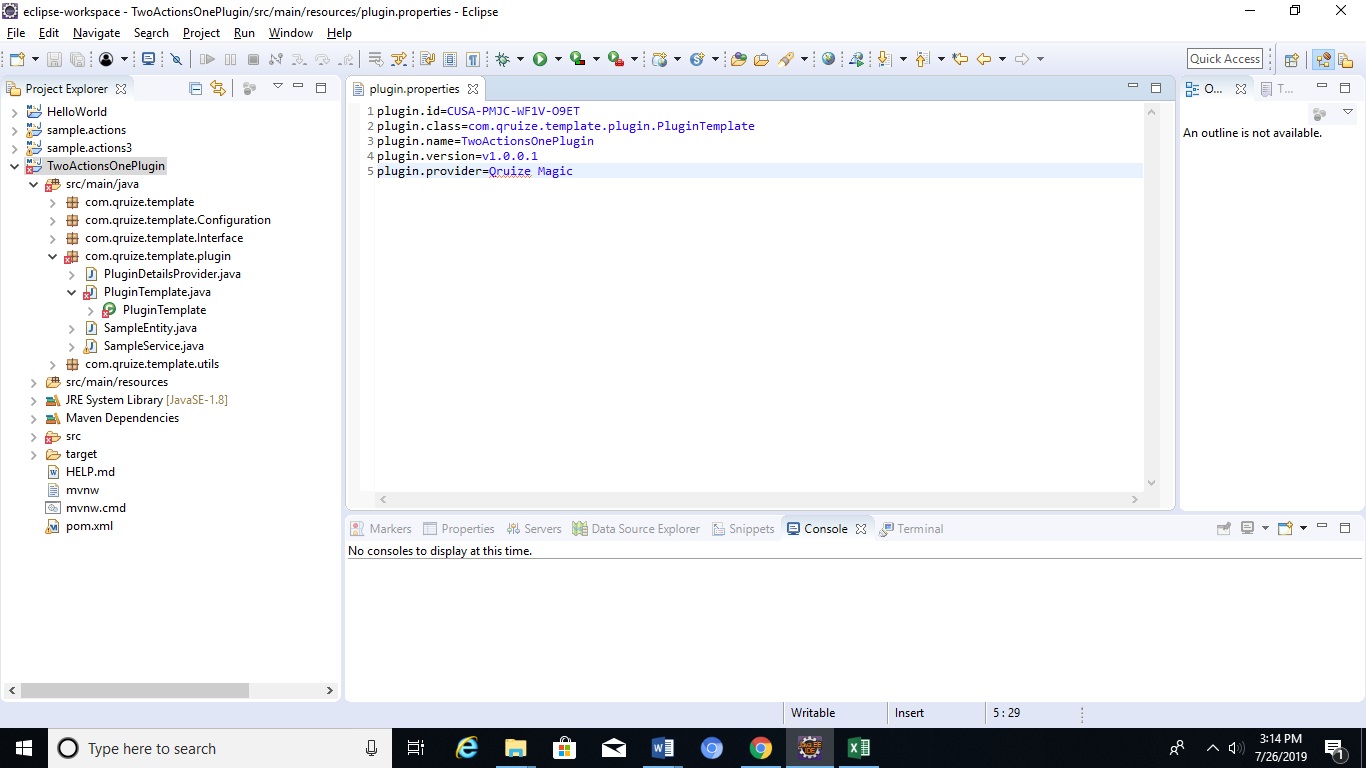 eclipse-workspace - TwoActionsOnePlugin/src/main/resources/plugin.properties - Eclipse
File Edit Navigate Search Project Run Window Help
Quick Access
Project Explorer
HelloWorld
sample.actions
sample.actions3
TwoActionsOnePlugin
src/main/java
com.qruize.template
com.qruize.template.Configuration
com.qruize.template.Interface
com.qruize.template.plugin
PluginDetailsProvider.java
PluginTemplate.java
PluginTemplate
SampleEntity.java
SampleService.java
com.qruize.template.utils
src/main/resources
JRE System Library [JavaSE-1.8]
Maven Dependencies
src
target
HELP.md
mvnw
mvnw.cmd
pom.xml
plugin.properties
1 plugin.id=CUSA-PMJC-WF1V-O9ET
2 plugin.class=com.qruize.template.plugin.PluginTemplate
3 plugin.name=TwoActionsOnePlugin
4 plugin.version=v1.0.0.1
5 plugin.provider=Qruize Magic
O...
T...
An outline is not available.
Markers Properties Servers Data Source Explorer Snippets Console Terminal
No consoles to display at this time.
Writable Insert 5 : 29
Type here to search
3:14 PM
7/26/2019
1